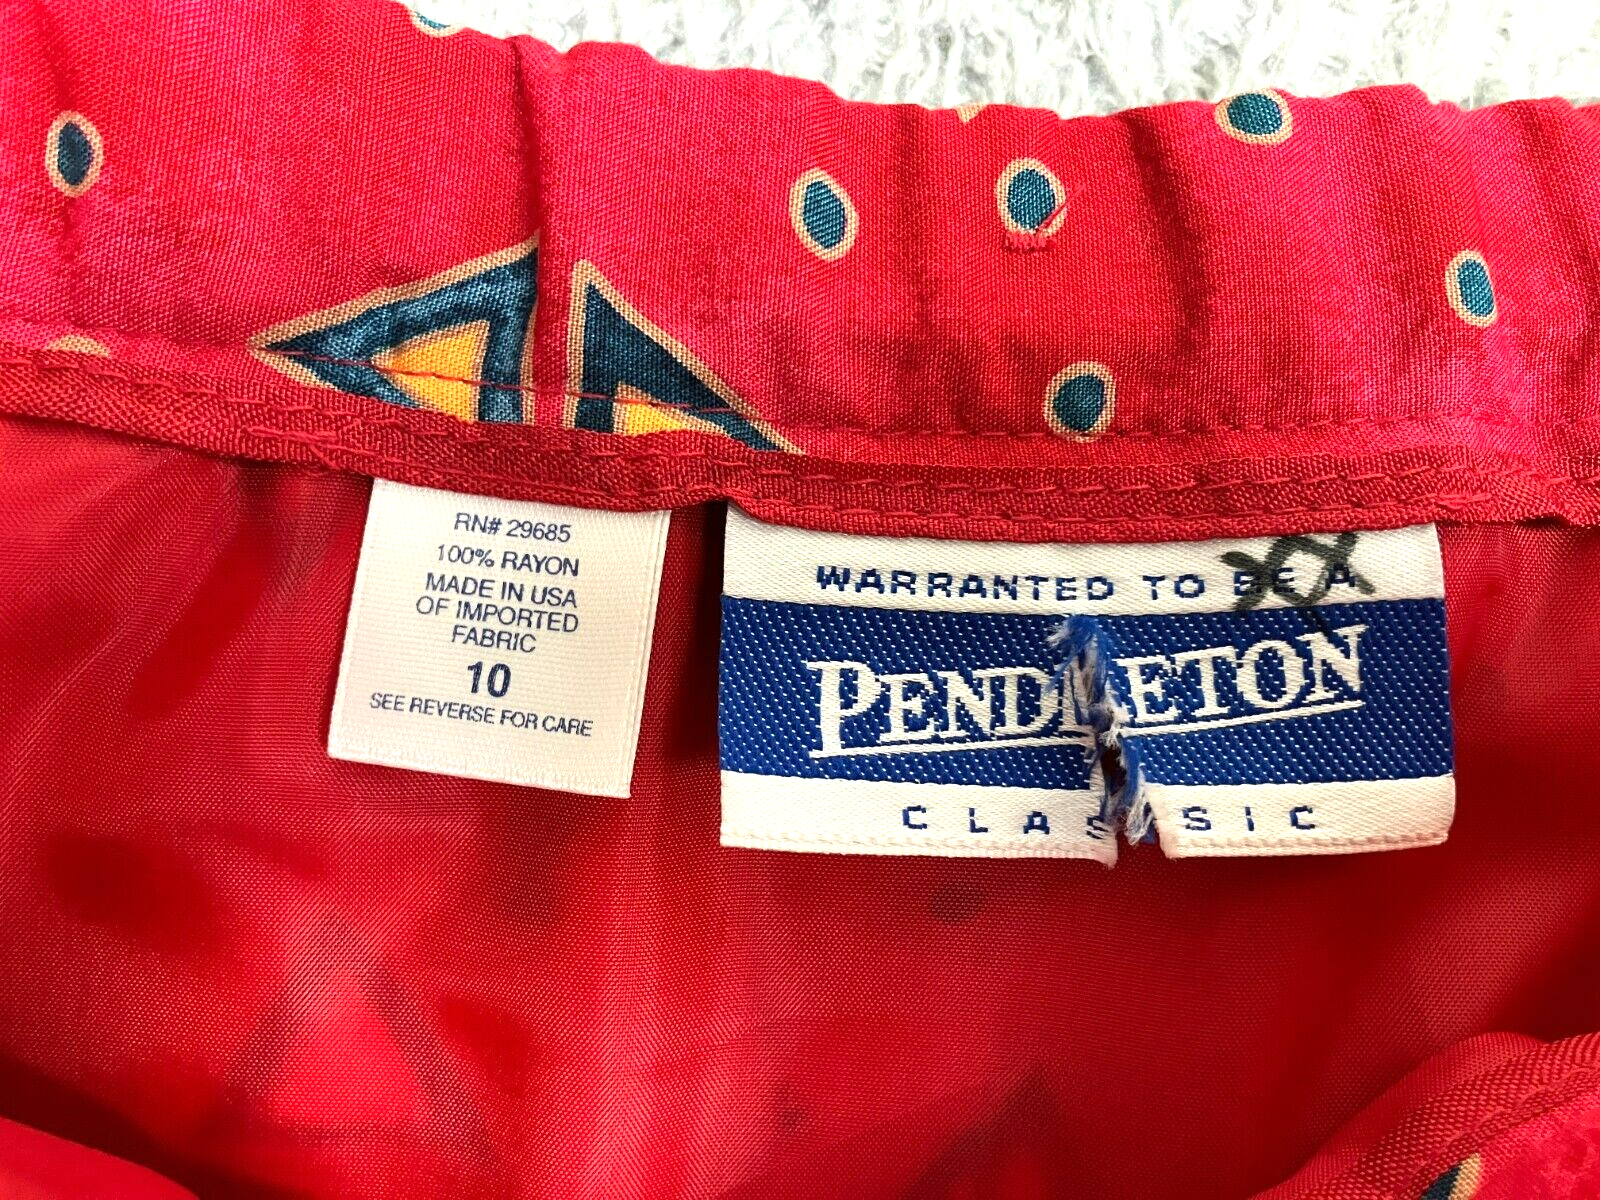 RN# 29685
100% RAYON
MADE IN USA
OF IMPORTED
FABRIC
10
SEE REVERSE FOR CARE
WARRANTED TO BE A
PENDLETON
CLASSIC
XX